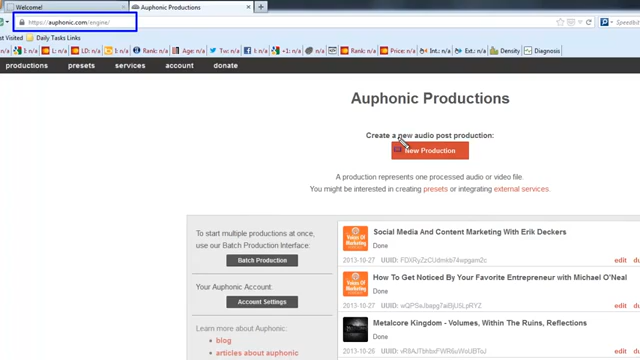 Welcome!
Auphonic Productions
https://auphonic.com/engine/
Bookmarks
Daily Tasks Links
n/a L: n/a LD: n/a I: n/a Rank: n/a Age: n/a Tw: n/a l: n/a +1: n/a Rank: n/a Price: n/a Int.: n/a Ext.: n/a Density Diagnosis
productions presets services account donate
Auphonic Productions
Create a new audio post production:
New Production
A production represents one processed audio or video file.
You might be interested in creating presets or integrating external services.
To start multiple productions at once,
use our Batch Production Interface:
Batch Production
Your Auphonic Account:
Account Settings
Learn more about Auphonic:
blog
articles about auphonic
Social Media And Content Marketing With Erik Deckers
Done
2013-10-27 UUID: edit
How To Get Noticed By Your Favorite Entrepreneur with Michael O'Neal
Done
2013-10-27 UUID: edit
Metalcore Kingdom - Volumes, Within The Ruins, Reflections
Done
UUID: edit